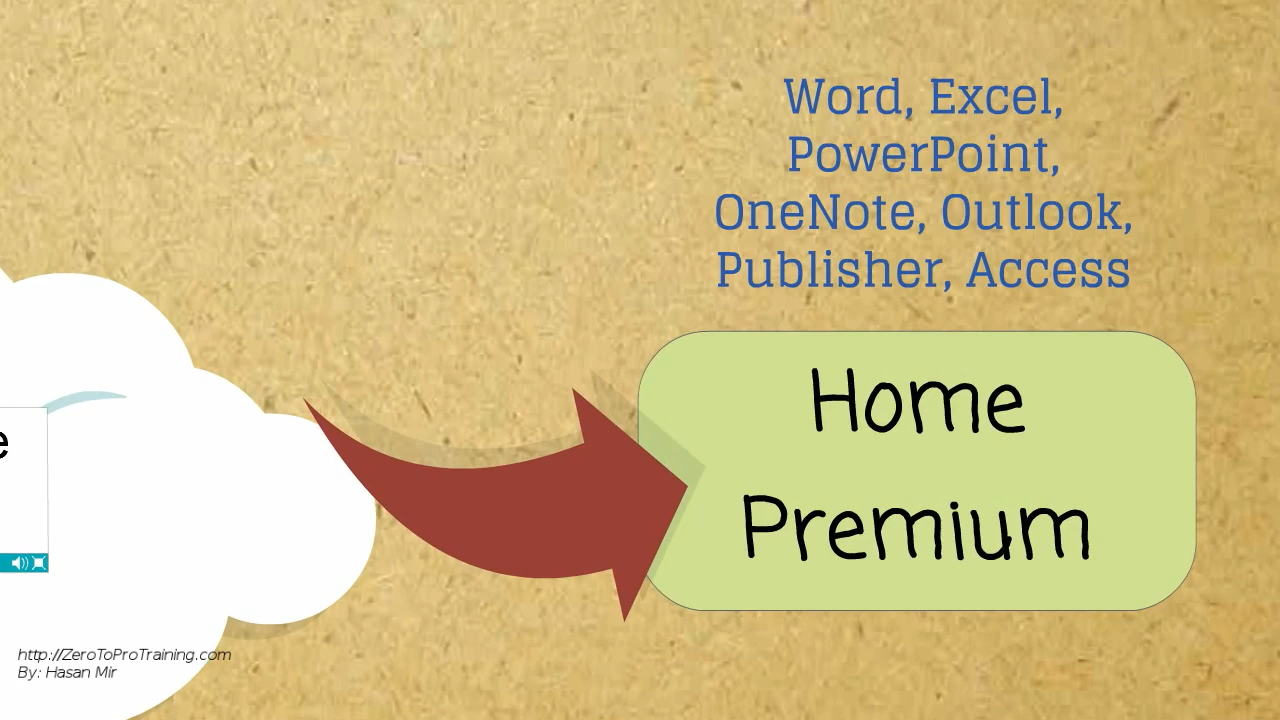 Word, Excel,
PowerPoint,
OneNote, Outlook,
Publisher, Access
Home
Premium
e
http://ZeroToProTraining.com
By: Hasan Mir